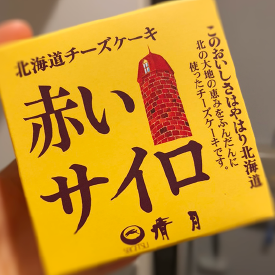 北海道チーズケーキ
赤い
サイロ
このおいしさはやはり北海道
北の大地の恵みをふんだんに
使ったチーズケーキです。
清月
SEIGETSU